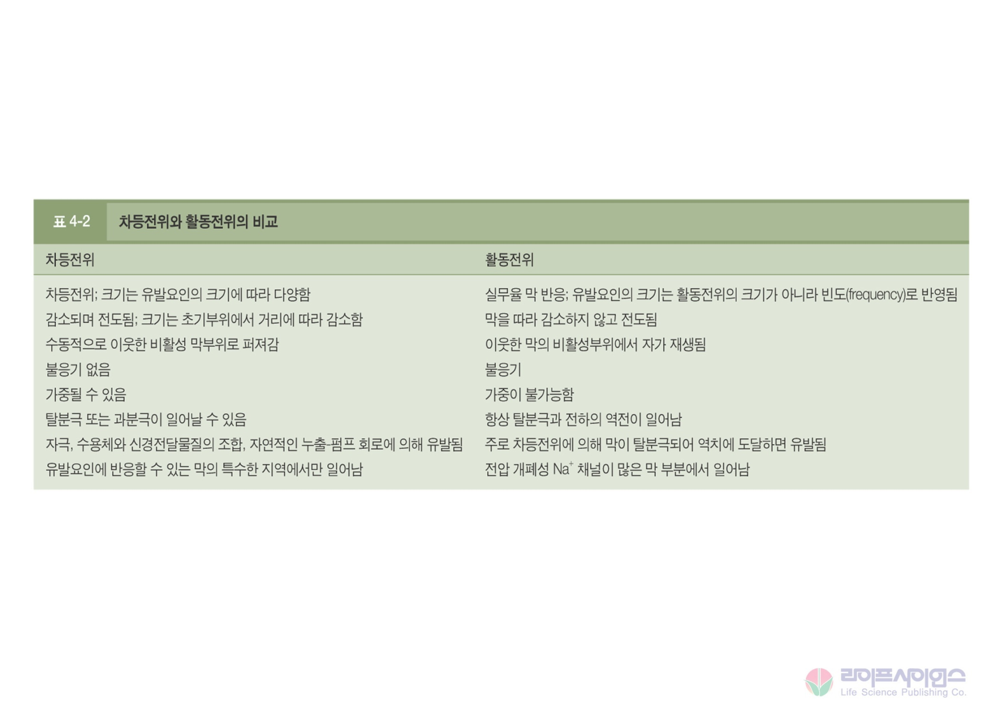 표 4-2 차등전위와 활동전위의 비교
차등전위 활동전위
차등전위; 크기는 유발요인의 크기에 따라 다양함 실무율 막 반응; 유발요인의 크기는 활동전위의 크기가 아니라 빈도(frequency)로 반영됨
감소되며 전도됨; 크기는 초기부위에서 거리에 따라 감소함 막을 따라 감소하지 않고 전도됨
수동적으로 이웃한 비활성 막부위로 퍼져감 이웃한 막의 비활성부위에서 자가 재생됨
불응기 없음 불응기
가중될 수 있음 가중이 불가능함
탈분극 또는 과분극이 일어날 수 있음 항상 탈분극과 전하의 역전이 일어남
자극, 수용체와 신경전달물질의 조합, 자연적인 누출-펌프 회로에 의해 유발됨 주로 차등전위에 의해 막이 탈분극되어 역치에 도달하면 유발됨
유발요인에 반응할 수 있는 막의 특수한 지역에서만 일어남 전압 개폐성 Na⁺ 채널이 많은 막 부분에서 일어남
라이프사이언스
Life Science Publishing Co.